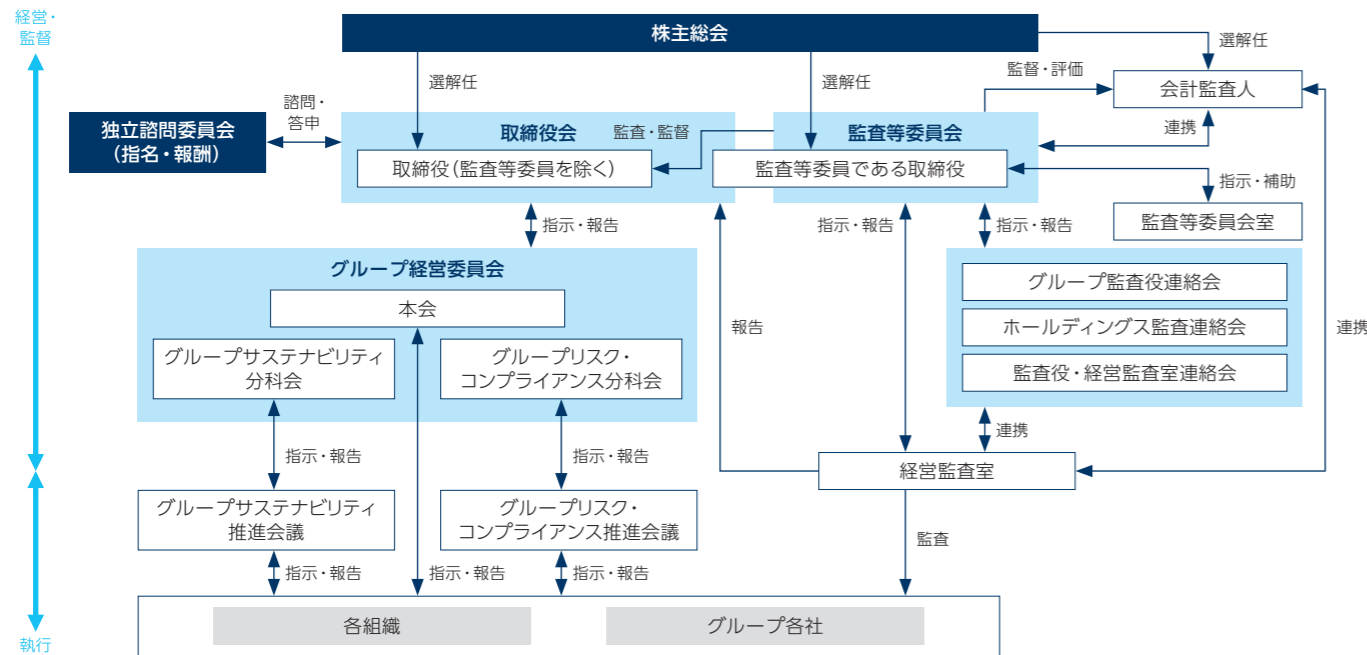 経営・
監督
株主総会
選解任
選解任
選解任
監督・評価
会計監査人
諮問・
答申
独立諮問委員会
（指名・報酬）
取締役会
監査・監督
監査等委員会
連携
取締役（監査等委員を除く）
監査等委員である取締役
指示・補助
監査等委員会室
指示・報告
指示・報告
指示・報告
グループ経営委員会
本会
グループ監査役連絡会
ホールディングス監査連絡会
監査役・経営監査室連絡会
報告
連携
グループサステナビリティ
分科会
グループリスク・
コンプライアンス分科会
連携
指示・報告
指示・報告
経営監査室
グループサステナビリティ
推進会議
グループリスク・
コンプライアンス推進会議
監査
指示・報告
指示・報告
指示・報告
各組織
グループ各社
執行